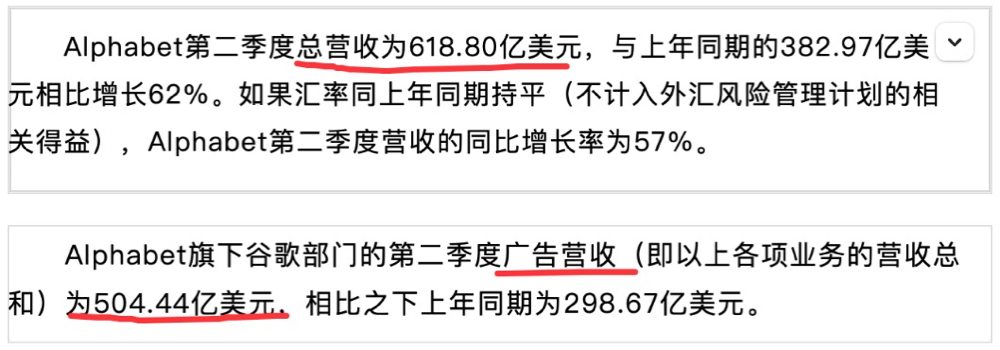 Alphabet第二季度总营收为618.80亿美元，与上年同期的382.97亿美
元相比增长62%。如果汇率同上年同期持平（不计入外汇风险管理计划的相
关得益），Alphabet第二季度营收的同比增长率为57%。
Alphabet旗下谷歌部门的第二季度广告营收（即以上各项业务的营收总
和）为504.44亿美元，相比之下上年同期为298.67亿美元。